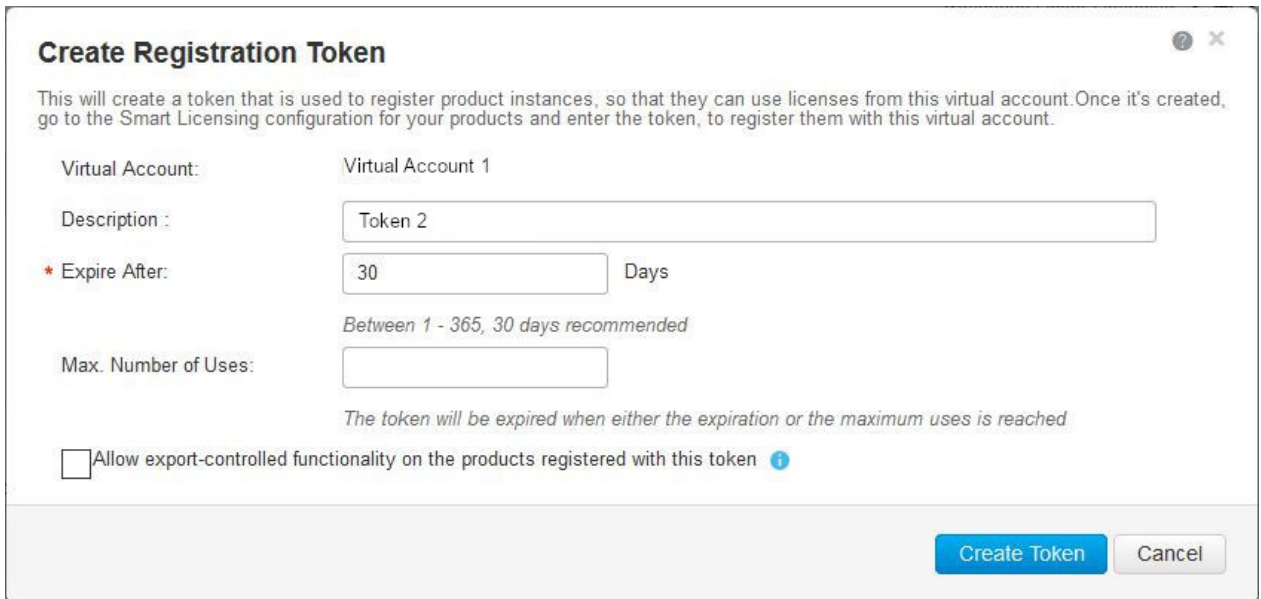 Create Registration Token
This will create a token that is used to register product instances, so that they can use licenses from this virtual account.Once it's created,
go to the Smart Licensing configuration for your products and enter the token, to register them with this virtual account.
Virtual Account: Virtual Account 1
Description : Token 2
* Expire After: 30 Days
Between 1 - 365, 30 days recommended
Max. Number of Uses:
The token will be expired when either the expiration or the maximum uses is reached
Allow export-controlled functionality on the products registered with this token
Create Token Cancel